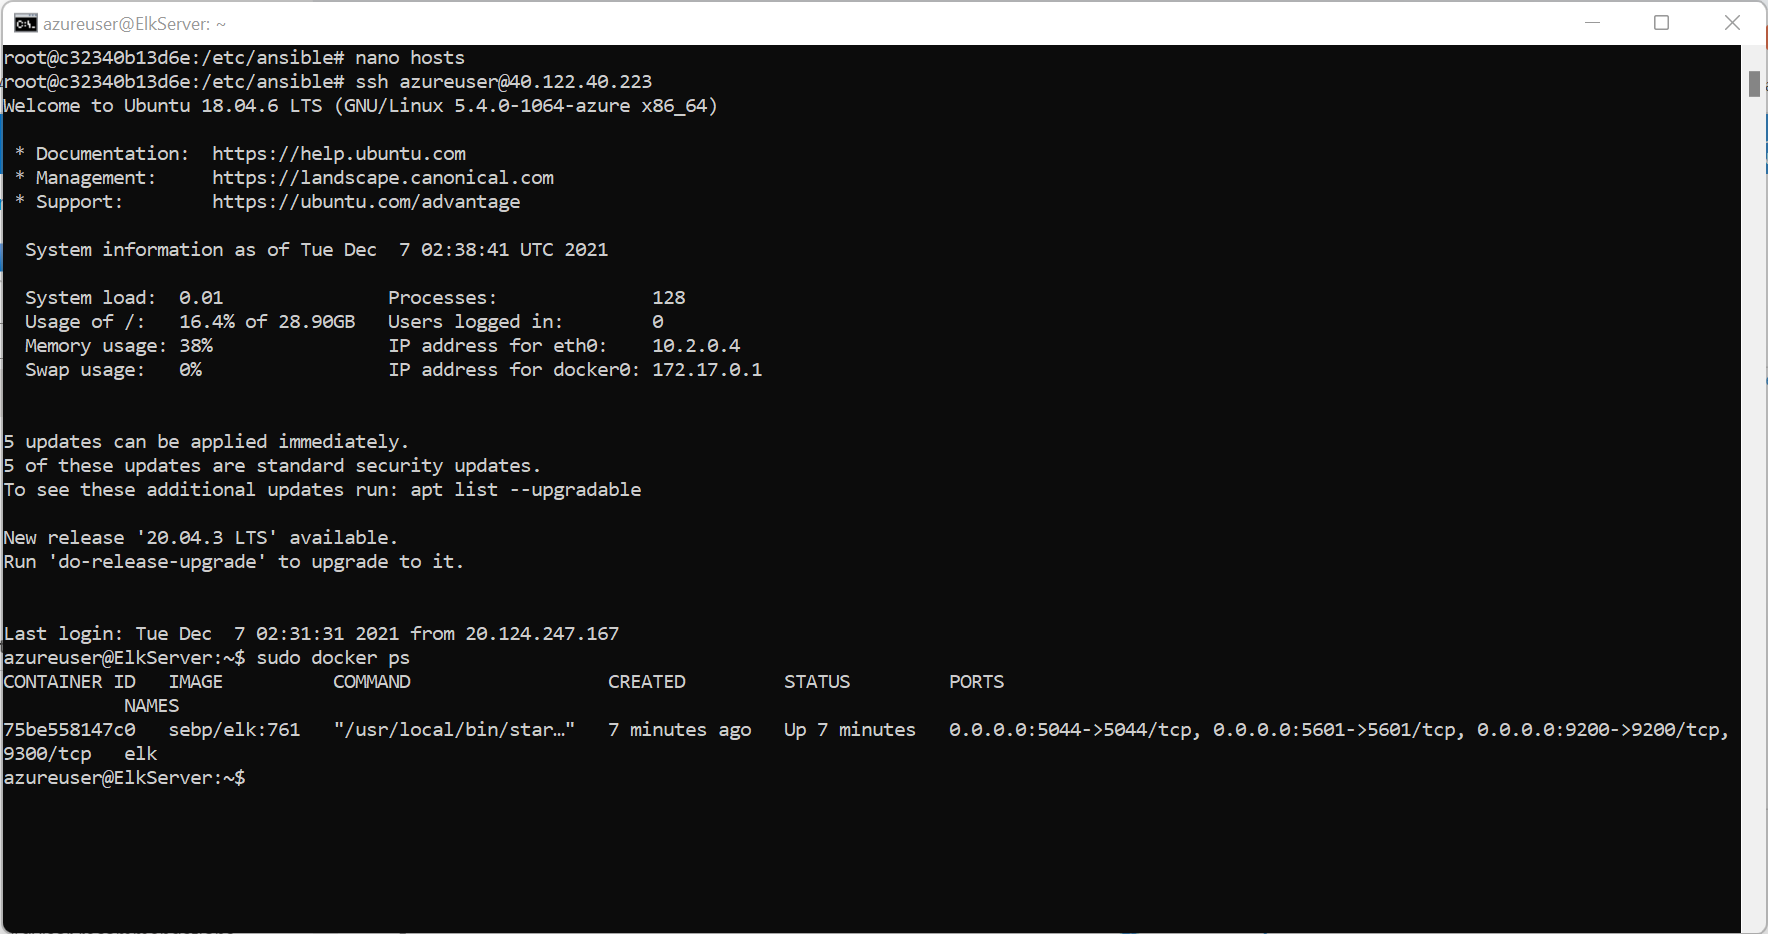 azureuser@ElkServer: ~
root@c32340b13d6e:/etc/ansible# nano hosts
root@c32340b13d6e:/etc/ansible# ssh azureuser@40.122.40.223
Welcome to Ubuntu 18.04.6 LTS (GNU/Linux 5.4.0-1064-azure x86_64)
* Documentation:  https://help.ubuntu.com
* Management:     https://landscape.canonical.com
* Support:        https://ubuntu.com/advantage
System information as of Tue Dec  7 02:38:41 UTC 2021
System load:  0.01               Processes:              128
Usage of /:   16.4% of 28.90GB   Users logged in:        0
Memory usage: 38%                IP address for eth0:    10.2.0.4
Swap usage:   0%                 IP address for docker0: 172.17.0.1
5 updates can be applied immediately.
5 of these updates are standard security updates.
To see these additional updates run: apt list --upgradable
New release '20.04.3 LTS' available.
Run 'do-release-upgrade' to upgrade to it.
Last login: Tue Dec  7 02:31:31 2021 from 20.124.247.167
azureuser@ElkServer:~$ sudo docker ps
CONTAINER ID   IMAGE          COMMAND                  CREATED         STATUS         PORTS
NAMES
75be558147c0   sebp/elk:761   "/usr/local/bin/star…"   7 minutes ago   Up 7 minutes   0.0.0.0:5044->5044/tcp, 0.0.0.0:5601->5601/tcp, 0.0.0.0:9200->9200/tcp,
9300/tcp   elk
azureuser@ElkServer:~$